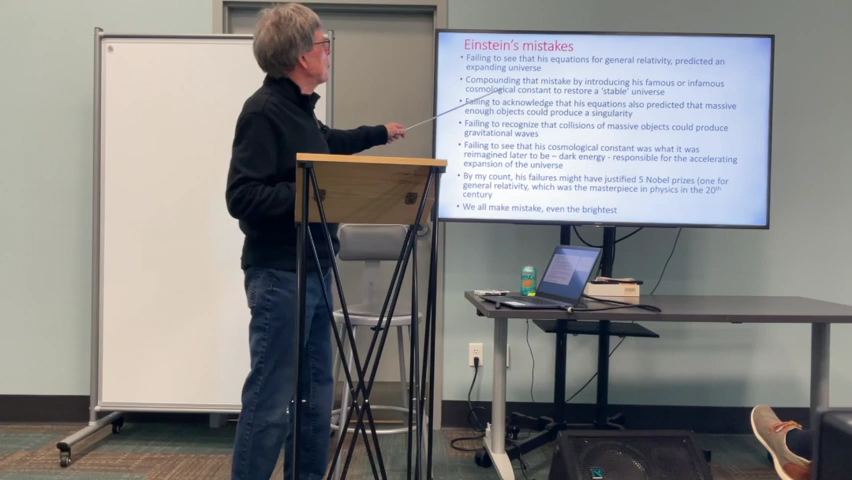 Einstein's mistakes
• Failing to see that his equations for general relativity, predicted an
expanding universe
• Compounding that mistake by introducing his famous or infamous
cosmological constant to restore a 'stable' universe
• Failing to acknowledge that his equations also predicted that massive
enough objects could produce a singularity
• Failing to recognize that collisions of massive objects could produce
gravitational waves
• Failing to see that his cosmological constant was what it was
reimagined later to be – dark energy - responsible for the accelerating
expansion of the universe
• By my count, his failures might have justified 5 Nobel prizes (one for
general relativity, which was the masterpiece in physics in the 20th
century
• We all make mistake, even the brightest